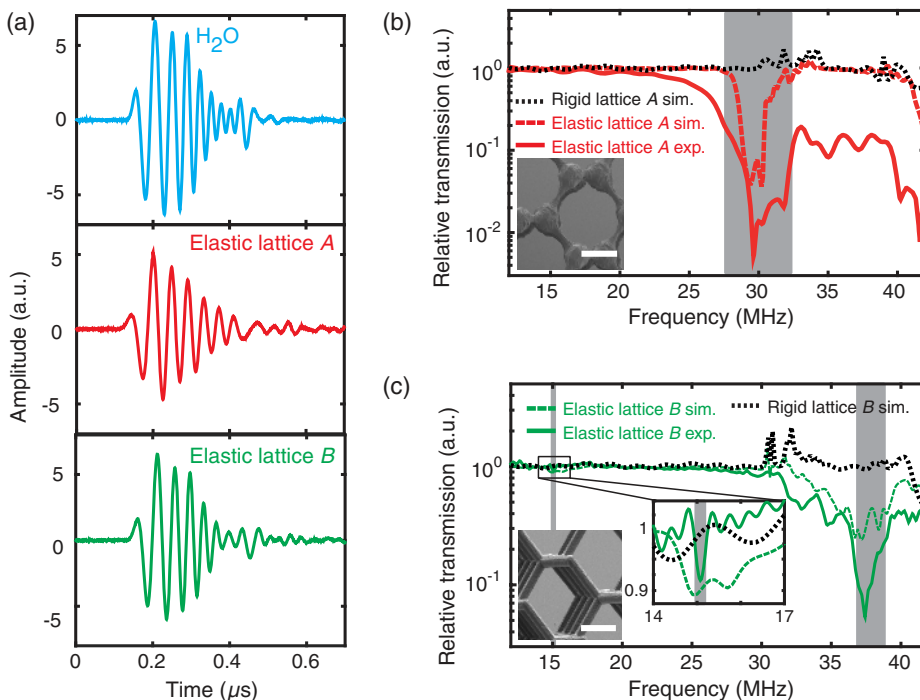 (a)
H2O
5
0
-5
Elastic lattice A
5
0
-5
Elastic lattice B
5
0
-5
0
0.2
0.4
0.6
Amplitude (a.u.)
Time (μs)
(b)
10^0
10^-1
10^-2
Relative transmission (a.u.)
Rigid lattice A sim.
Elastic lattice A sim.
Elastic lattice A exp.
15
20
25
30
35
40
Frequency (MHz)
(c)
Elastic lattice B sim.
Elastic lattice B exp.
Rigid lattice B sim.
10^0
10^-1
Relative transmission (a.u.)
1
0.9
14
17
15
20
25
30
35
40
Frequency (MHz)